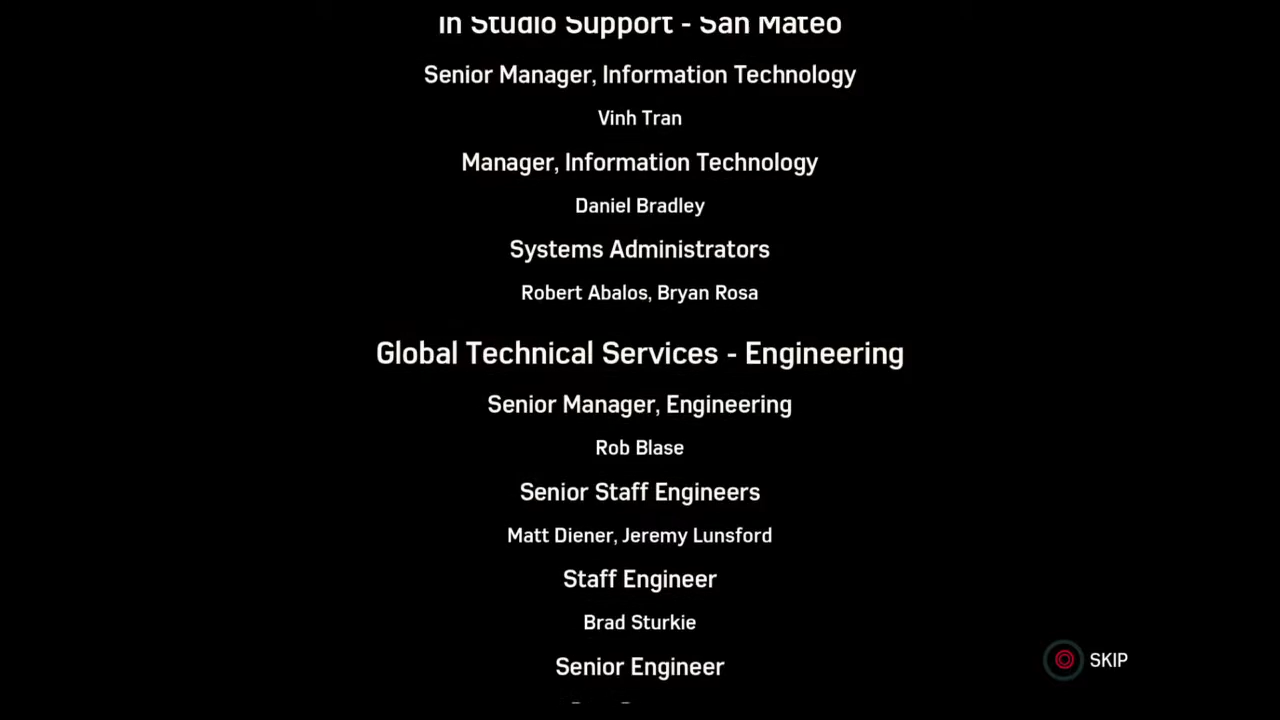 In Studio Support - San Mateo
Senior Manager, Information Technology
Vinh Tran
Manager, Information Technology
Daniel Bradley
Systems Administrators
Robert Abalos, Bryan Rosa
Global Technical Services - Engineering
Senior Manager, Engineering
Rob Blase
Senior Staff Engineers
Matt Diener, Jeremy Lunsford
Staff Engineer
Brad Sturkie
Senior Engineer
SKIP